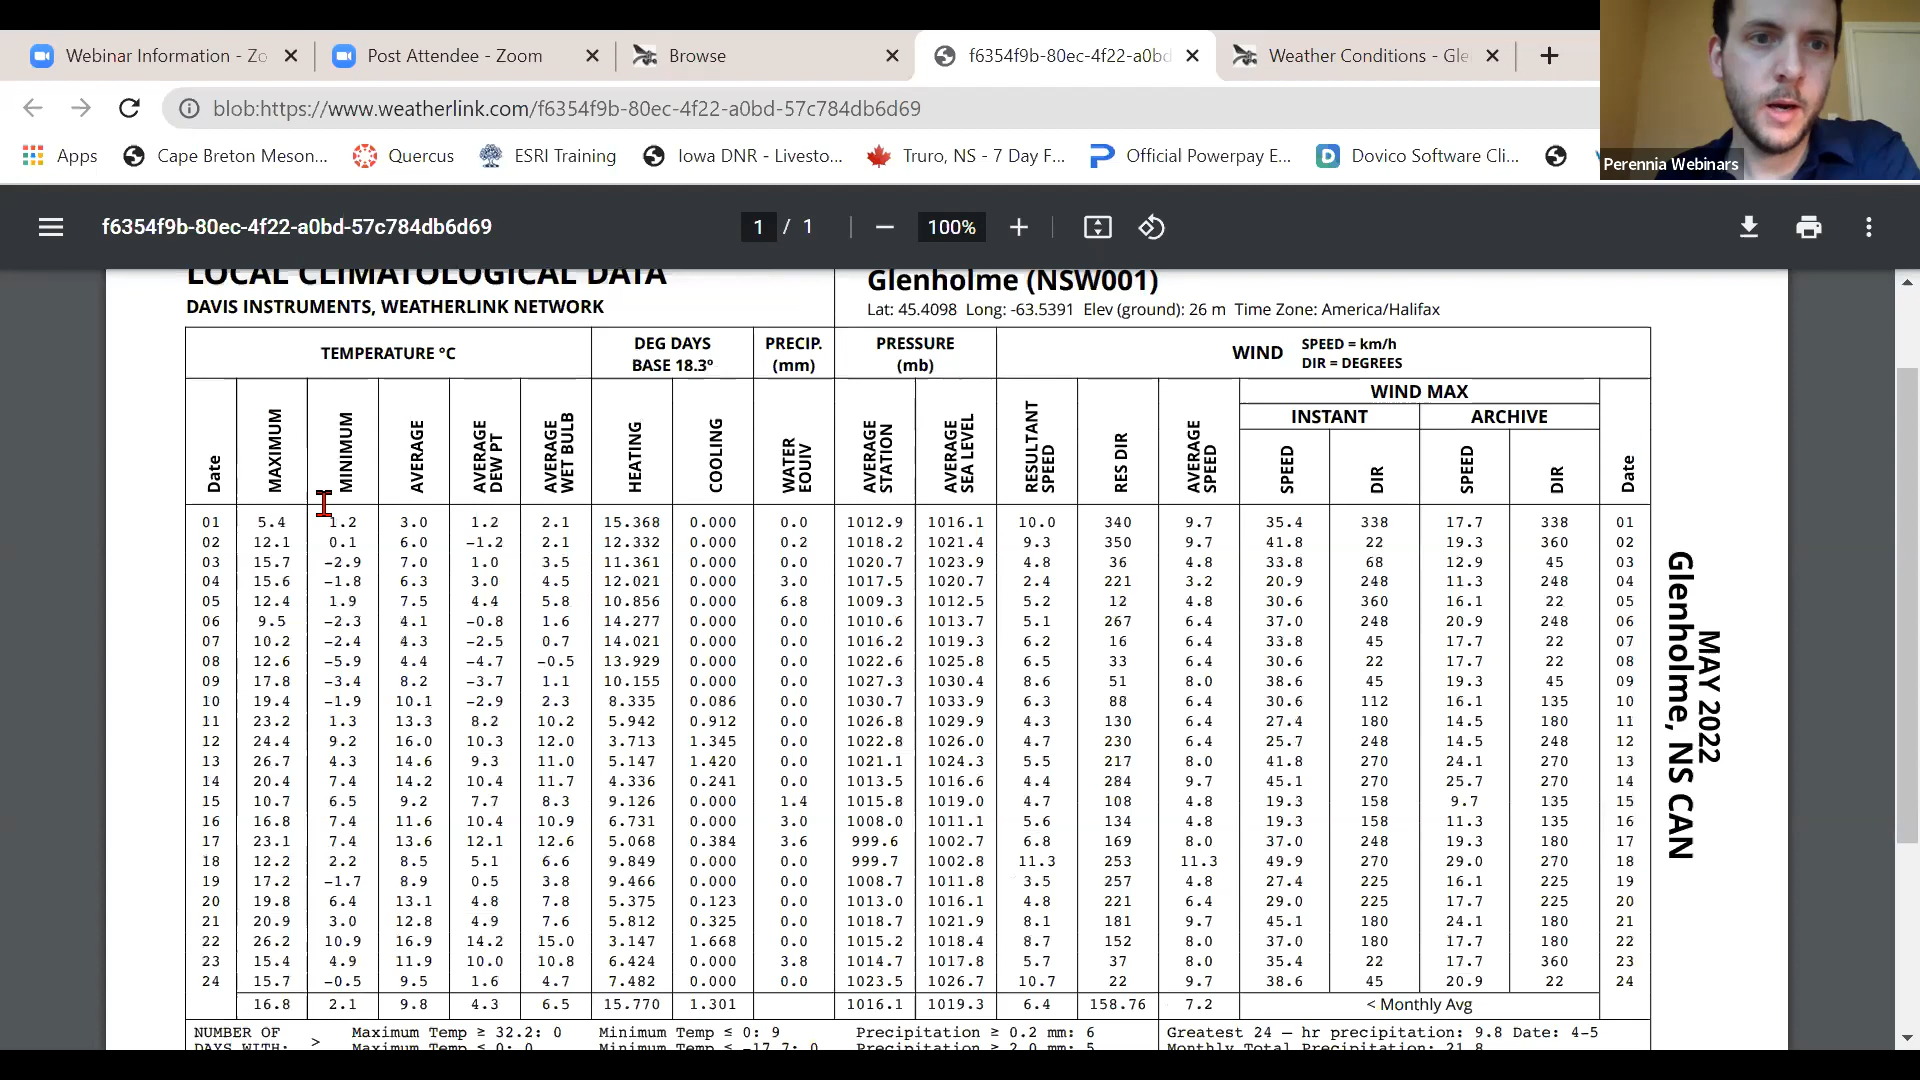 Webinar Information - Zo
Post Attendee - Zoom
Browse
f6354f9b-80ec-4f22-a0bd
Weather Conditions - Gle
blob:https://www.weatherlink.com/f6354f9b-80ec-4f22-a0bd-57c784db6d69
Apps
Cape Breton Meson...
Quercus
ESRI Training
Iowa DNR - Livesto...
Truro, NS - 7 Day F...
Official Powerpay E...
Dovico Software Cli...
Perennia Webinars
f6354f9b-80ec-4f22-a0bd-57c784db6d69
1 / 1
100%
LOCAL CLIMATOLOGICAL DATA
DAVIS INSTRUMENTS, WEATHERLINK NETWORK
Glenholme (NSW001)
Lat: 45.4098 Long: -63.5391 Elev (ground): 26 m Time Zone: America/Halifax
TEMPERATURE ºC
DEG DAYS
BASE 18.3º
PRECIP.
(mm)
PRESSURE
(mb)
WIND
SPEED = km/h
DIR = DEGREES
WIND MAX
INSTANT
ARCHIVE
Date
MAXIMUM
MINIMUM
AVERAGE
AVERAGE
DEW PT
AVERAGE
WET BULB
HEATING
COOLING
WATER
EQUIV
AVERAGE
STATION
AVERAGE
SEA LEVEL
RESULTANT
SPEED
RES DIR
AVERAGE
SPEED
SPEED
DIR
SPEED
DIR
Date
01 5.4 1.2 3.0 1.2 2.1 15.368 0.000 0.0 1012.9 1016.1 10.0 340 9.7 35.4 338 17.7 338 01
02 12.1 0.1 6.0 -1.2 2.1 12.332 0.000 0.2 1018.2 1021.4 9.3 350 9.7 41.8 22 19.3 360 02
03 15.7 -2.9 7.0 1.0 3.5 11.361 0.000 0.0 1020.7 1023.9 4.8 36 4.8 33.8 68 12.9 45 03
04 15.6 -1.8 6.3 3.0 4.5 12.021 0.000 3.0 1017.5 1020.7 2.4 221 3.2 20.9 248 11.3 248 04
05 12.4 1.9 7.5 4.4 5.8 10.856 0.000 6.8 1009.3 1012.5 5.2 12 4.8 30.6 360 16.1 22 05
06 9.5 -2.3 4.1 -0.8 1.6 14.277 0.000 0.0 1010.6 1013.7 5.1 267 6.4 37.0 248 20.9 248 06
07 10.2 -2.4 4.3 -2.5 0.7 14.021 0.000 0.0 1016.2 1019.3 6.2 16 6.4 33.8 45 17.7 22 07
08 12.6 -5.9 4.4 -4.7 -0.5 13.929 0.000 0.0 1022.6 1025.8 6.5 33 6.4 30.6 22 17.7 22 08
09 17.8 -3.4 8.2 -3.7 1.1 10.155 0.000 0.0 1027.3 1030.4 8.6 51 8.0 38.6 45 19.3 45 09
10 19.4 -1.9 10.1 -2.9 2.3 8.335 0.086 0.0 1030.7 1033.9 6.3 88 6.4 30.6 112 16.1 135 10
11 23.2 1.3 13.3 8.2 10.2 5.942 0.912 0.0 1026.8 1029.9 4.3 130 6.4 27.4 180 14.5 180 11
12 24.4 9.2 16.0 10.3 12.0 3.713 1.345 0.0 1022.8 1026.0 4.7 230 6.4 25.7 248 14.5 248 12
13 26.7 4.3 14.6 9.3 11.0 5.147 1.420 0.0 1021.1 1024.3 5.5 217 8.0 41.8 270 24.1 270 13
14 20.4 7.4 14.2 10.4 11.7 4.336 0.241 0.0 1013.5 1016.6 4.4 284 9.7 45.1 270 25.7 270 14
15 10.7 6.5 9.2 7.7 8.3 9.126 0.000 1.4 1015.8 1019.0 4.7 108 4.8 19.3 158 9.7 135 15
16 16.8 7.4 11.6 10.4 10.9 6.731 0.000 3.0 1008.0 1011.1 5.6 134 4.8 19.3 158 11.3 135 16
17 23.1 7.4 13.6 12.1 12.6 5.068 0.384 3.6 999.6 1002.7 6.8 169 8.0 37.0 248 19.3 180 17
18 12.2 2.2 8.5 5.1 6.6 9.849 0.000 0.0 999.7 1002.8 11.3 253 11.3 49.9 270 29.0 270 18
19 17.2 -1.7 8.9 0.5 3.8 9.466 0.000 0.0 1008.7 1011.8 3.5 257 4.8 27.4 225 16.1 225 19
20 19.8 6.4 13.1 4.8 7.8 5.375 0.123 0.0 1013.0 1016.1 4.8 221 6.4 29.0 225 17.7 225 20
21 20.9 3.0 12.8 4.9 7.6 5.812 0.325 0.0 1018.7 1021.9 8.1 181 9.7 45.1 180 24.1 180 21
22 26.2 10.9 16.9 14.2 15.0 3.147 1.668 0.0 1015.2 1018.4 8.7 152 8.0 37.0 180 17.7 180 22
23 15.4 4.9 11.9 10.0 10.8 6.424 0.000 3.8 1014.7 1017.8 5.7 37 8.0 35.4 22 17.7 360 23
24 15.7 -0.5 9.5 1.6 4.7 7.482 0.000 0.0 1023.5 1026.7 10.7 22 9.7 38.6 45 20.9 22 24
16.8 2.1 9.8 4.3 6.5 15.770 1.301 1016.1 1019.3 6.4 158.76 7.2 < Monthly Avg
MAY 2022
Glenholme, NS CAN
NUMBER OF > Maximum Temp ≥ 32.2: 0 Minimum Temp ≤ 0: 9 Precipitation ≥ 0.2 mm: 6 Greatest 24 – hr precipitation: 9.8 Date: 4-5
DAYS WITH: Maximum Temp ≤ 0: 0 Minimum Temp ≤ -17.7: 0 Precipitation ≥ 2.0 mm: 5 Monthly Total Precipitation: 21.8